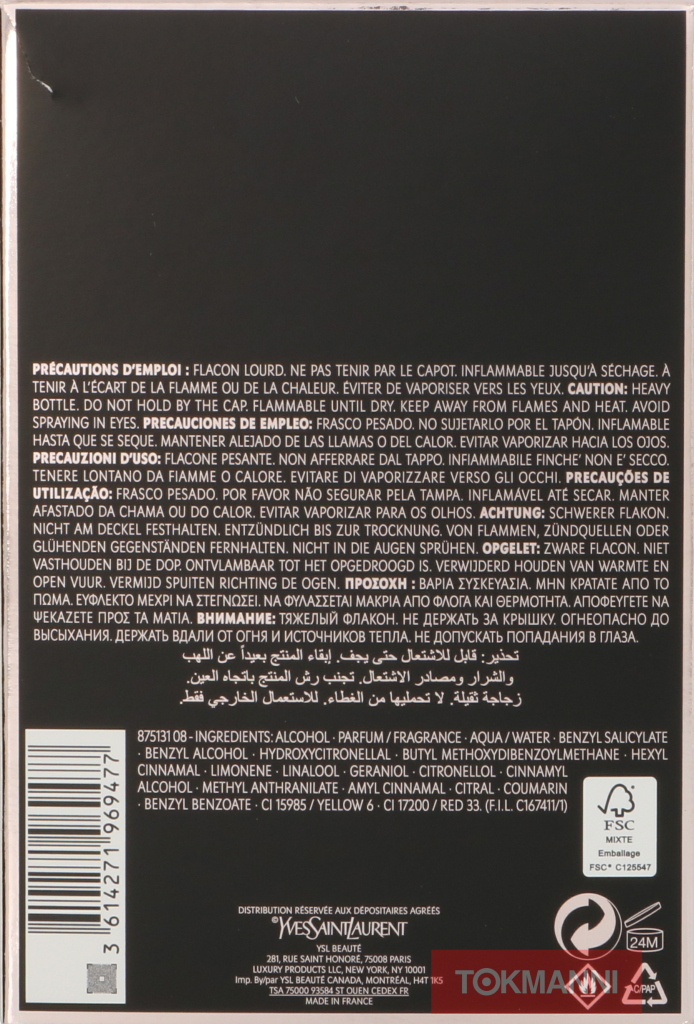 PRÉCAUTIONS D'EMPLOI : FLACON LOURD. NE PAS TENIR PAR LE CAPOT. INFLAMMABLE JUSQU'À SÉCHAGE. À
TENIR À L'ÉCART DE LA FLAMME OU DE LA CHALEUR. ÉVITER DE VAPORISER VERS LES YEUX. CAUTION: HEAVY
BOTTLE. DO NOT HOLD BY THE CAP. FLAMMABLE UNTIL DRY. KEEP AWAY FROM FLAMES AND HEAT. AVOID
SPRAYING IN EYES. PRECAUCIONES DE EMPLEO: FRASCO PESADO. NO SUJETARLO POR EL TAPÓN. INFLAMABLE
HASTA QUE SE SEQUE. MANTENER ALEJADO DE LAS LLAMAS O DEL CALOR. EVITAR VAPORIZAR HACIA LOS OJOS.
PRECAUZIONI D'USO: FLACONE PESANTE. NON AFFERRARE DAL TAPPO. INFIAMMABILE FINCHE' NON E' SECCO.
TENERE LONTANO DA FIAMME O CALORE. EVITARE DI VAPORIZZARE VERSO GLI OCCHI. PRECAUÇÕES DE
UTILIZAÇÃO: FRASCO PESADO. POR FAVOR NÃO SEGURAR PELA TAMPA. INFLAMÁVEL ATÉ SECAR. MANTER
AFASTADO DA CHAMA OU DO CALOR. EVITAR VAPORIZAR PARA OS OLHOS. ACHTUNG: SCHWERER FLAKON.
NICHT AM DECKEL FESTHALTEN. ENTZÜNDLICH BIS ZUR TROCKNUNG. VON FLAMMEN, ZÜNDQUELLEN ODER
GLÜHENDEN GEGENSTÄNDEN FERNHALTEN. NICHT IN DIE AUGEN SPRÜHEN. OPGELET: ZWARE FLACON. NIET
VASTHOUDEN BIJ DE DOP. ONTVLAMBAAR TOT HET OPGEDROOGD IS. VERWIJDERD HOUDEN VAN WARMTE EN
OPEN VUUR. VERMIJD SPUITEN RICHTING DE OGEN. ΠΡΟΣΟΧΗ : ΒΑΡΙΑ ΣΥΣΚΕΥΑΣΙΑ. ΜΗΝ ΚΡΑΤΑΤΕ ΑΠΟ ΤΟ
ΠΩΜΑ. ΕΥΦΛΕΚΤΟ ΜΕΧΡΙ ΝΑ ΣΤΕΓΝΩΣΕΙ. ΝΑ ΦΥΛΑΣΣΕΤΑΙ ΜΑΚΡΙΑ ΑΠΟ ΦΛΟΓΑ ΚΑΙ ΘΕΡΜΟΤΗΤΑ. ΑΠΟΦΕΥΓΕΤΕ ΝΑ
ΨΕΚΑΖΕΤΕ ΠΡΟΣ ΤΑ ΜΑΤΙΑ. ВНИМАНИЕ: ТЯЖЕЛЫЙ ФЛАКОН. НЕ ДЕРЖАТЬ ЗА КРЫШКУ. ОГНЕОПАСНО ДО
ВЫСЫХАНИЯ. ДЕРЖАТЬ ВДАЛИ ОТ ОГНЯ И ИСТОЧНИКОВ ТЕПЛА. НЕ ДОПУСКАТЬ ПОПАДАНИЯ В ГЛАЗА.
تحذير: قابل للاشتعال حتى يجف. إبقاء المنتج بعيداً عن اللهب
والشرار ومصادر الاشتعال. تجنب رش المنتج باتجاه العين.
زجاجة ثقيلة. لا تحمليها من الغطاء. للاستعمال الخارجي فقط.
875131 08 - INGREDIENTS: ALCOHOL · PARFUM / FRAGRANCE · AQUA / WATER · BENZYL SALICYLATE
· BENZYL ALCOHOL · HYDROXYCITRONELLAL · BUTYL METHOXYDIBENZOYLMETHANE · HEXYL
CINNAMAL · LIMONENE · LINALOOL · GERANIOL · CITRONELLOL · CINNAMYL
ALCOHOL · METHYL ANTHRANILATE · AMYL CINNAMAL · CITRAL · COUMARIN
· BENZYL BENZOATE · CI 15985 / YELLOW 6 · CI 17200 / RED 33. (F.I.L. C167411/1)
3 614271 969477
FSC
MIXTE
Emballage
FSC® C125547
DISTRIBUTION RÉSERVÉE AUX DÉPOSITAIRES AGRÉÉS
YVESSAINTLAURENT
YSL BEAUTÉ
281, RUE SAINT HONORÉ, 75008 PARIS
LUXURY PRODUCTS LLC, NEW YORK, NY 10001
Imp. By/par YSL BEAUTÉ CANADA, MONTRÉAL, H4T 1K5
TSA 75000 93584 ST OUEN CEDEX FR
MADE IN FRANCE
24M
C/PAP
TOKMANNI